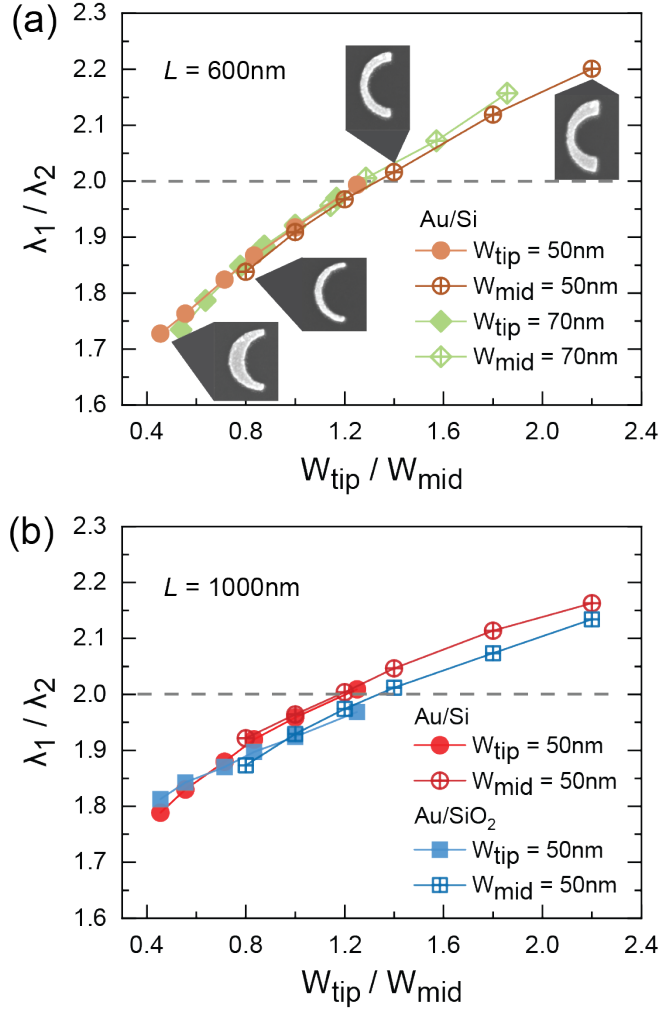 (a)
2.3
2.2
2.1
2.0
1.9
1.8
1.7
1.6
λ1 / λ2
L = 600nm
Au/Si
Wtip = 50nm
Wmid = 50nm
Wtip = 70nm
Wmid = 70nm
0.4 0.8 1.2 1.6 2.0 2.4
Wtip / Wmid
(b)
2.3
2.2
2.1
2.0
1.9
1.8
1.7
1.6
λ1 / λ2
L = 1000nm
Au/Si
Wtip = 50nm
Wmid = 50nm
Au/SiO2
Wtip = 50nm
Wmid = 50nm
0.4 0.8 1.2 1.6 2.0 2.4
Wtip / Wmid